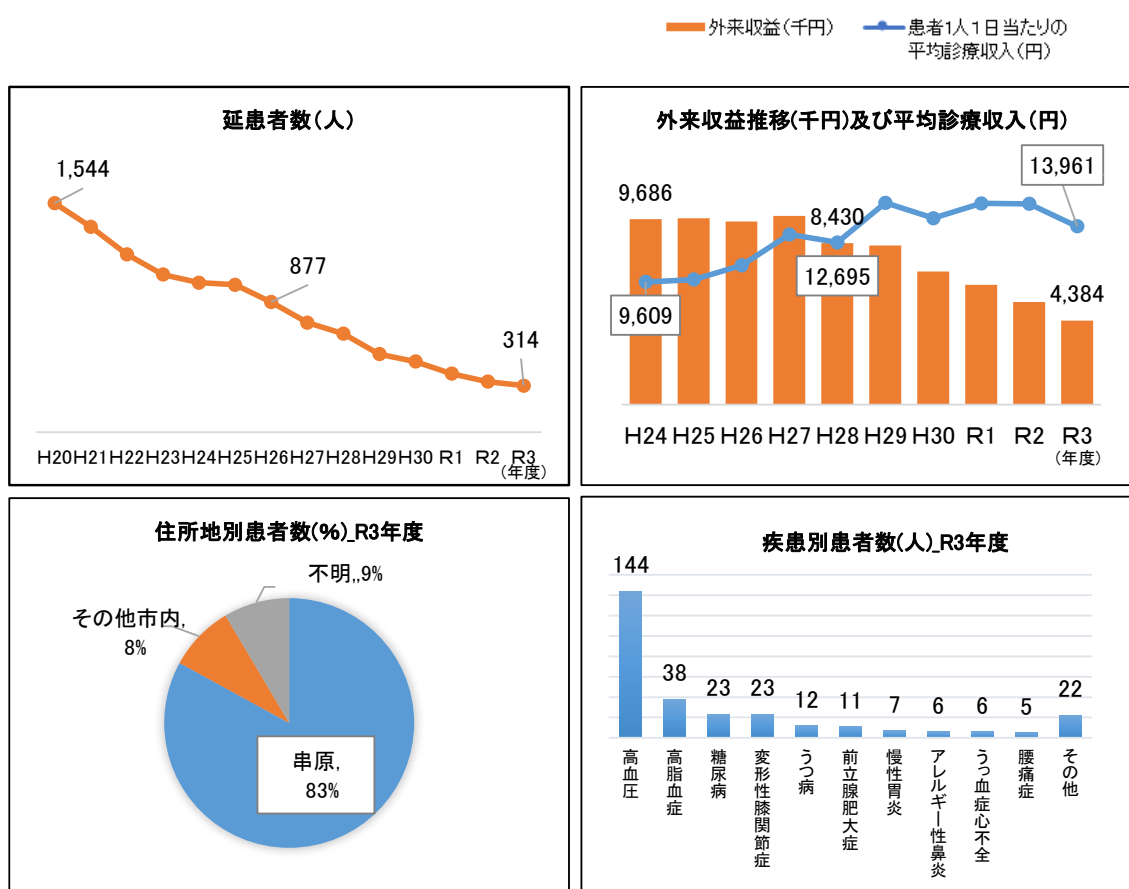 外来収益(千円)
患者1人1日当たりの
平均診療収入(円)
延患者数(人)
1,544
877
314
H20 H21 H22 H23 H24 H25 H26 H27 H28 H29 H30 R1 R2 R3
(年度)
外来収益推移(千円)及び平均診療収入(円)
13,961
9,686
8,430
12,695
9,609
4,384
H24 H25 H26 H27 H28 H29 H30 R1 R2 R3
(年度)
住所地別患者数(%)_R3年度
不明,,9%
その他市内,
8%
串原,
83%
疾患別患者数(人)_R3年度
144
38
23
23
12
11
7
6
6
5
22
高血圧
高脂血症
糖尿病
変形性膝関節症
うつ病
前立腺肥大症
慢性胃炎
アレルギー性鼻炎
うっ血症心不全
腰痛症
その他